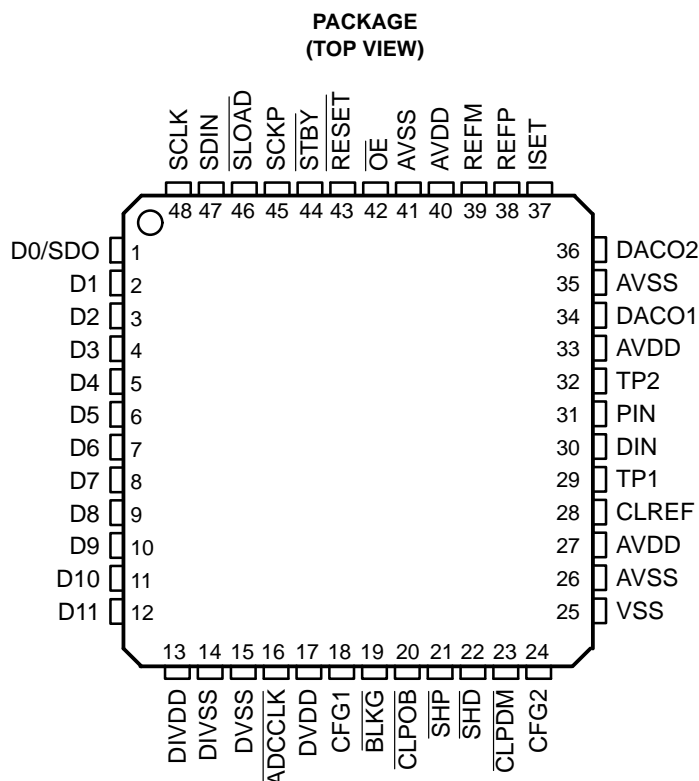 PACKAGE
(TOP VIEW)
SCLK
SDIN
SLOAD
SCKP
STBY
RESET
OE
AVSS
AVDD
REFM
REFP
ISET
48 47 46 45 44 43 42 41 40 39 38 37
D0/SDO 1
D1 2
D2 3
D3 4
D4 5
D5 6
D6 7
D7 8
D8 9
D9 10
D10 11
D11 12
36 DACO2
35 AVSS
34 DACO1
33 AVDD
32 TP2
31 PIN
30 DIN
29 TP1
28 CLREF
27 AVDD
26 AVSS
25 VSS
13 14 15 16 17 18 19 20 21 22 23 24
DIVDD
DIVSS
DVSS
ADCCLK
DVDD
CFG1
BLKG
CLPOB
SHP
SHD
CLPDM
CFG2